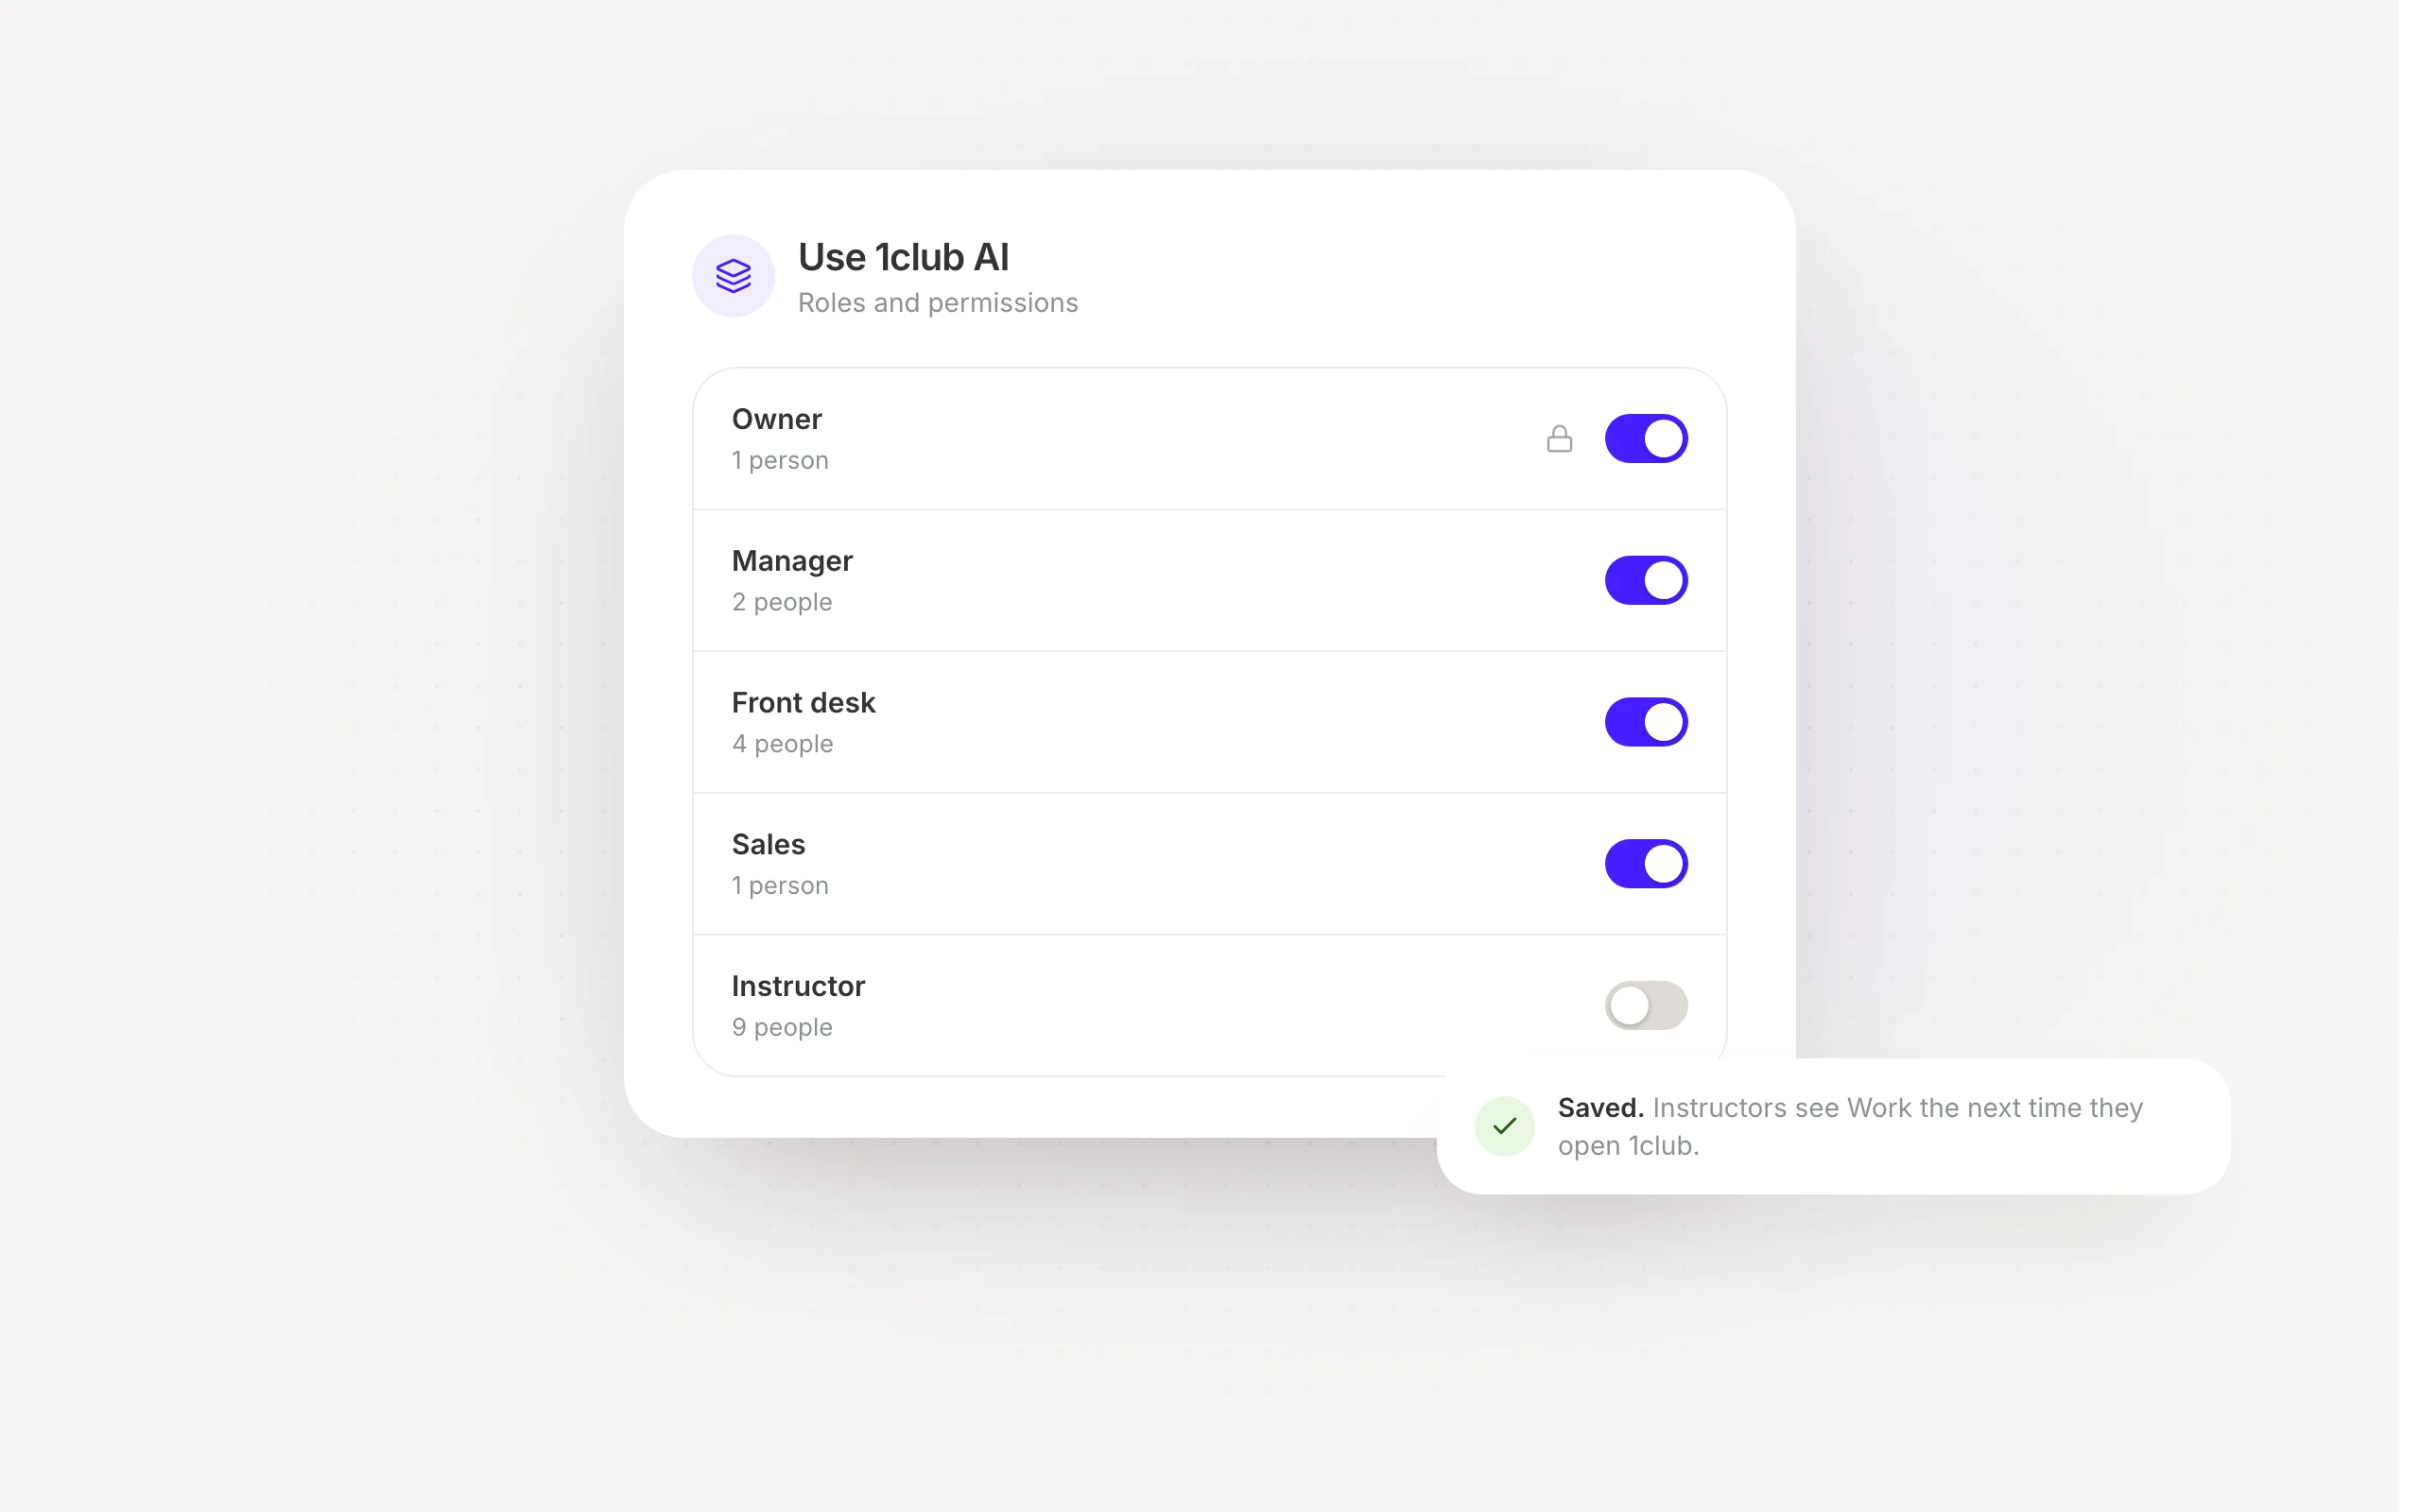 Use 1club AI
Roles and permissions
Owner
1 person
Manager
2 people
Front desk
4 people
Sales
1 person
Instructor
9 people
Saved. Instructors see Work the next time they
open 1club.